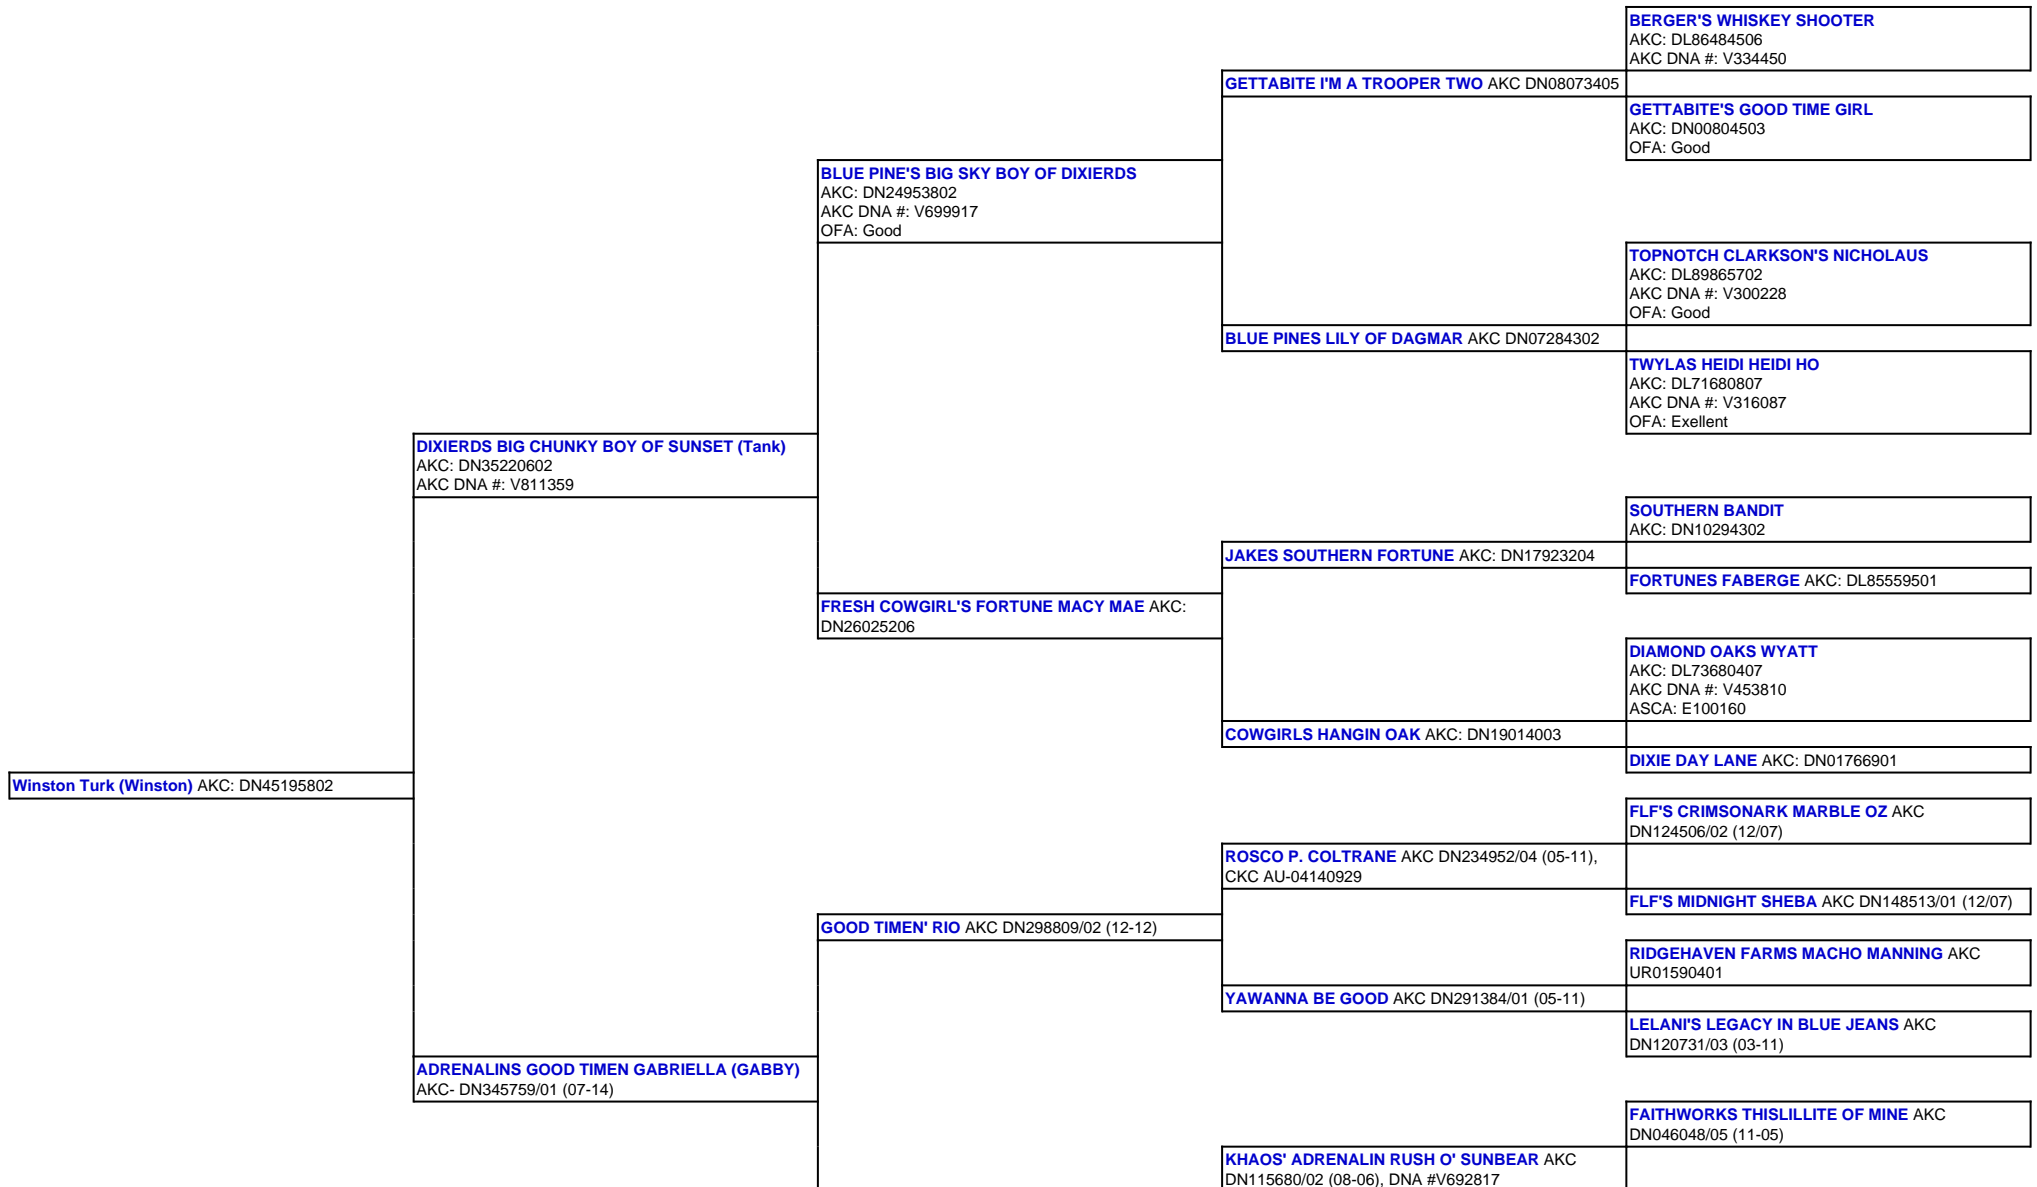 BERGER'S WHISKEY SHOOTER
AKC: DL86484506
AKC DNA #: V334450
GETTABITE I'M A TROOPER TWO AKC DN08073405
GETTABITE'S GOOD TIME GIRL
AKC: DN00804503
OFA: Good
BLUE PINE'S BIG SKY BOY OF DIXIERDS
AKC: DN24953802
AKC DNA #: V699917
OFA: Good
TOPNOTCH CLARKSON'S NICHOLAUS
AKC: DL89865702
AKC DNA #: V300228
OFA: Good
BLUE PINES LILY OF DAGMAR AKC DN07284302
TWYLAS HEIDI HEIDI HO
AKC: DL71680807
AKC DNA #: V316087
OFA: Exellent
DIXIERDS BIG CHUNKY BOY OF SUNSET (Tank)
AKC: DN35220602
AKC DNA #: V811359
SOUTHERN BANDIT
AKC: DN10294302
JAKES SOUTHERN FORTUNE AKC: DN17923204
FORTUNES FABERGE AKC: DL85559501
FRESH COWGIRL'S FORTUNE MACY MAE AKC:
DN26025206
DIAMOND OAKS WYATT
AKC: DL73680407
AKC DNA #: V453810
ASCA: E100160
COWGIRLS HANGIN OAK AKC: DN19014003
DIXIE DAY LANE AKC: DN01766901
Winston Turk (Winston) AKC: DN45195802
FLF'S CRIMSONARK MARBLE OZ AKC
DN124506/02 (12/07)
ROSCO P. COLTRANE AKC DN234952/04 (05-11),
CKC AU-04140929
FLF'S MIDNIGHT SHEBA AKC DN148513/01 (12/07)
GOOD TIMEN' RIO AKC DN298809/02 (12-12)
RIDGEHAVEN FARMS MACHO MANNING AKC
UR01590401
YAWANNA BE GOOD AKC DN291384/01 (05-11)
LELANI'S LEGACY IN BLUE JEANS AKC
DN120731/03 (03-11)
ADRENALINS GOOD TIMEN GABRIELLA (GABBY)
AKC- DN345759/01 (07-14)
FAITHWORKS THISLILLITE OF MINE AKC
DN046048/05 (11-05)
KHAOS' ADRENALIN RUSH O' SUNBEAR AKC
DN115680/02 (08-06), DNA #V692817